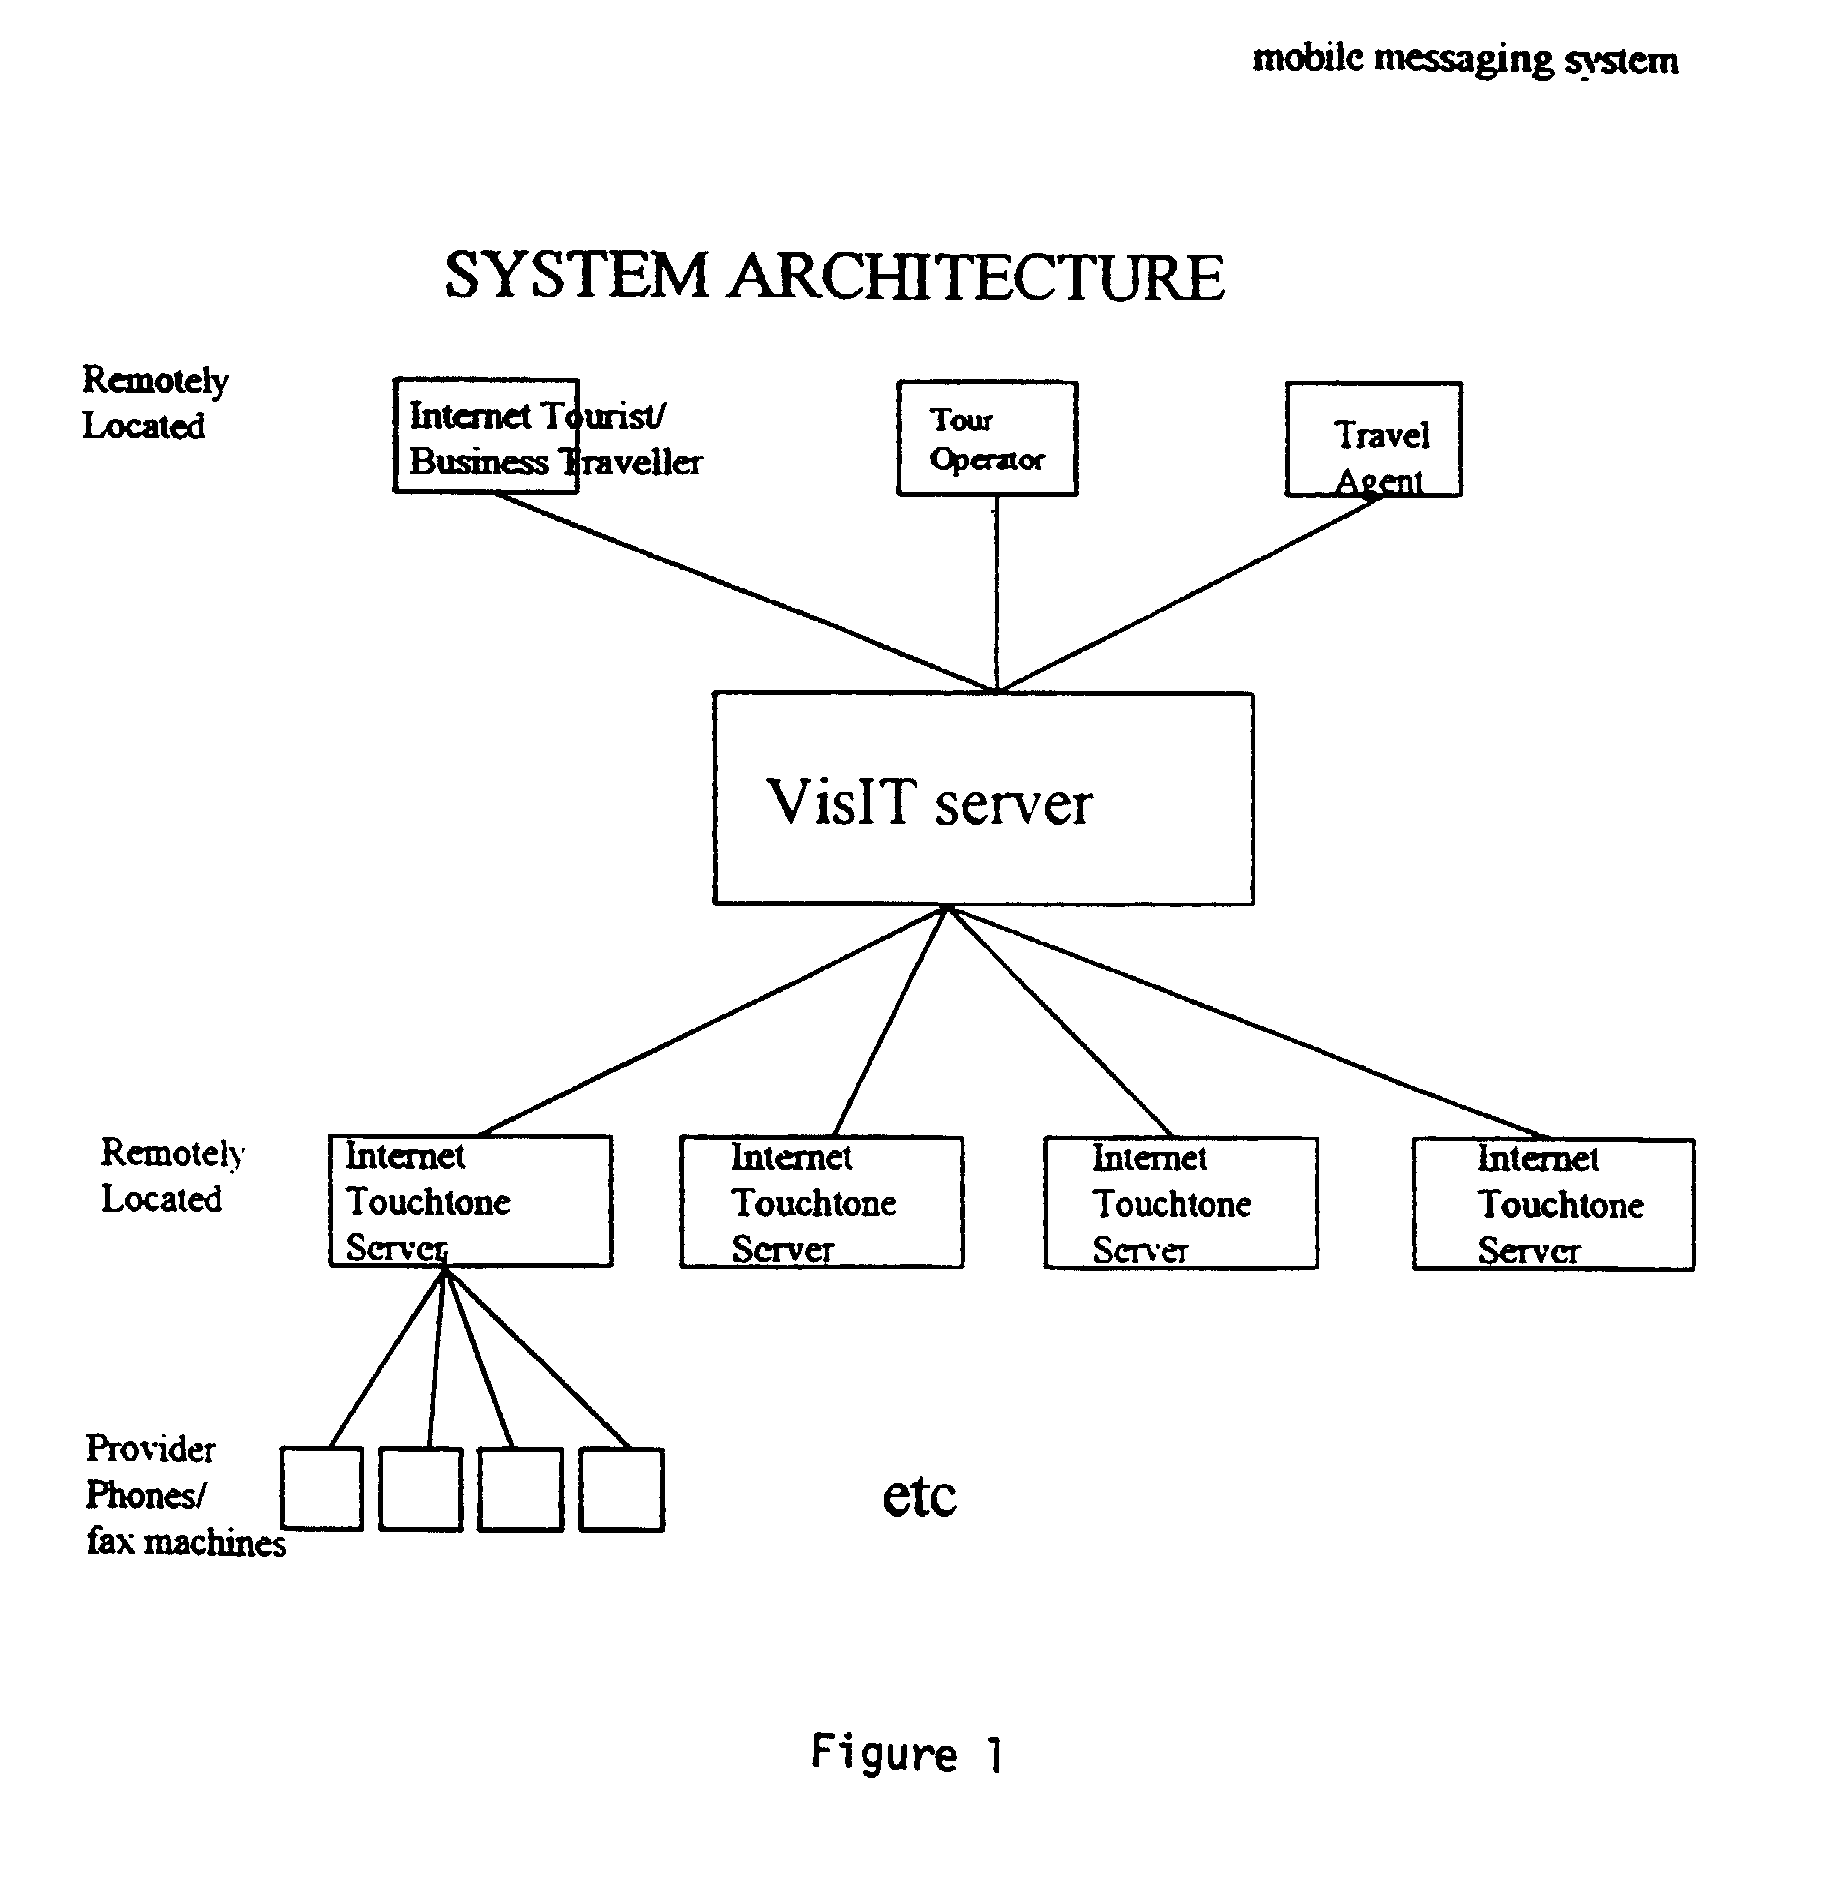 mobile messaging system
SYSTEM ARCHITECTURE
Remotely
Located
Internet Tourist/
Business Traveller
Tour
Operator
Travel
Agent
VisIT server
Remotely
Located
Internet
Touchtone
Server
Internet
Touchtone
Server
Internet
Touchtone
Server
Internet
Touchtone
Server
Provider
Phones/
fax machines
etc
Figure 1